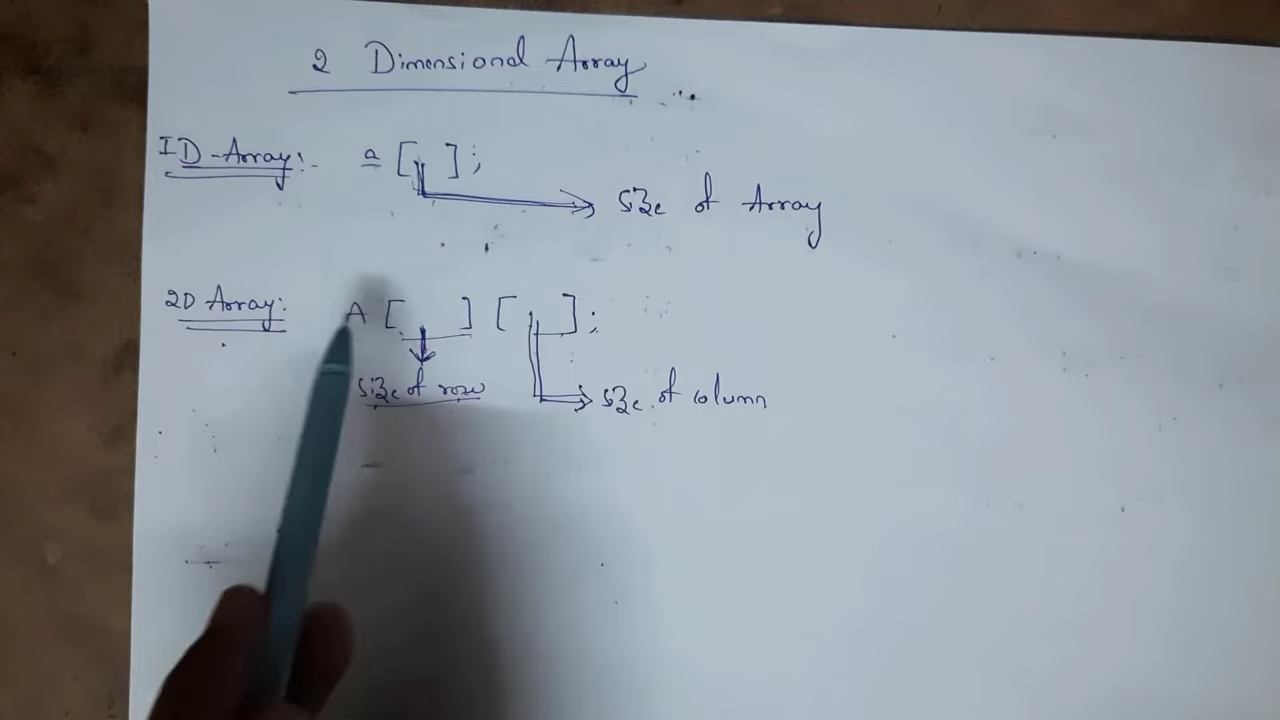 2 Dimensional Array
1D-Array:- a [ ];
size of Array
2D Array: A [ ] [ ];
size of row
size of column